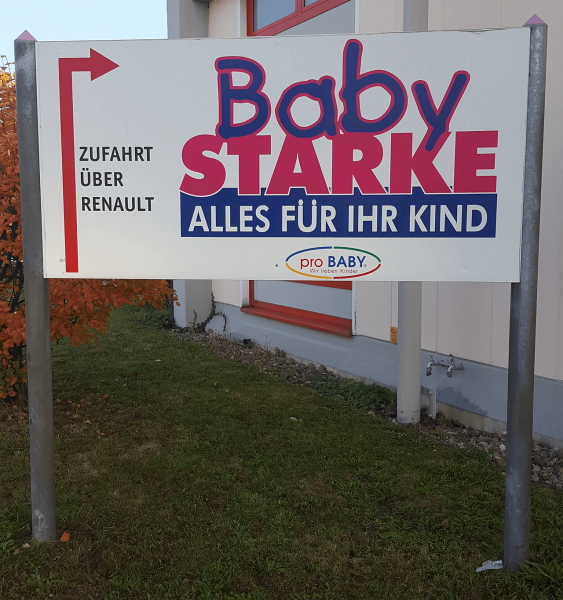 ZUFAHRT
ÜBER
RENAULT
Baby
STARKE
ALLES FÜR IHR KIND
pro BABY
Wir lieben Kinder